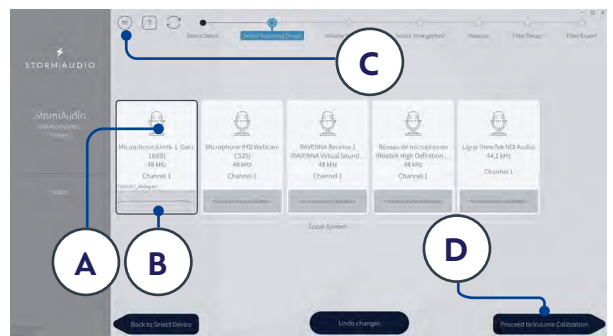 ?
Select Device
Select Recording Device
Select Arrangement
Measure
Filter Design
Filter Export
C
STORMAUDIO
StormAudio
Microphone (Umik-1 Gain
18dB)
48 kHz
Channel 1
Microphone (HD Webcam
C525)
48 kHz
Channel 1
RAVENNA Receive 1
(RAVENNA Virtual Sound...
48 kHz
Channel 1
Réseau de microphones
(Realtek High Definition...
48 kHz
Channel 1
Ligne (NewTek NDI Audio)
44,1 kHz
Channel 1
Local System
A
B
D
Back to Select Device
Undo changes
Proceed to Volume Calibration